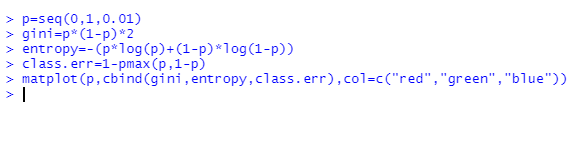 > p=seq(0,1,0.01)
> gini=p*(1-p)*2
> entropy=-(p*log(p)+(1-p)*log(1-p))
> class.err=1-pmax(p,1-p)
> matplot(p,cbind(gini,entropy,class.err),col=c("red","green","blue"))
>